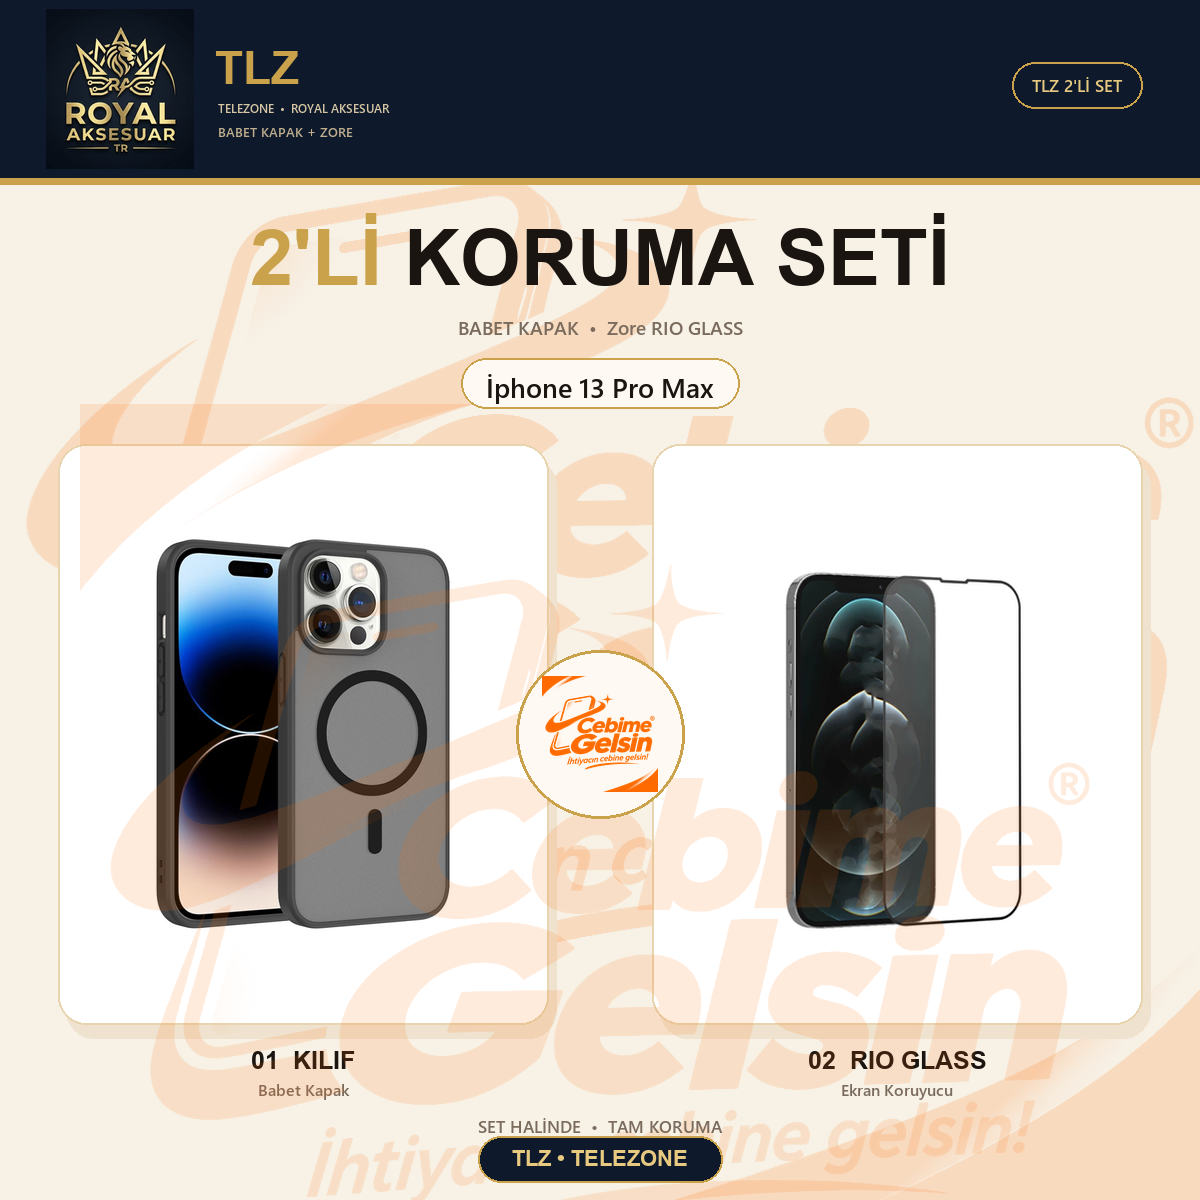 ROYAL
AKSESUAR
TR
TLZ
TELEZONE • ROYAL AKSESUAR
BABET KAPAK + ZORE
TLZ 2'Lİ SET
2'Lİ KORUMA SETİ
BABET KAPAK • Zore RIO GLASS
İphone 13 Pro Max
Cebime
Gelsin
İhtiyacın cebine gelsin!
Cebime®
Gelsin
01 KILIF
Babet Kapak
02 RIO GLASS
Ekran Koruyucu
SET HALİNDE • TAM KORUMA
TLZ • TELEZONE